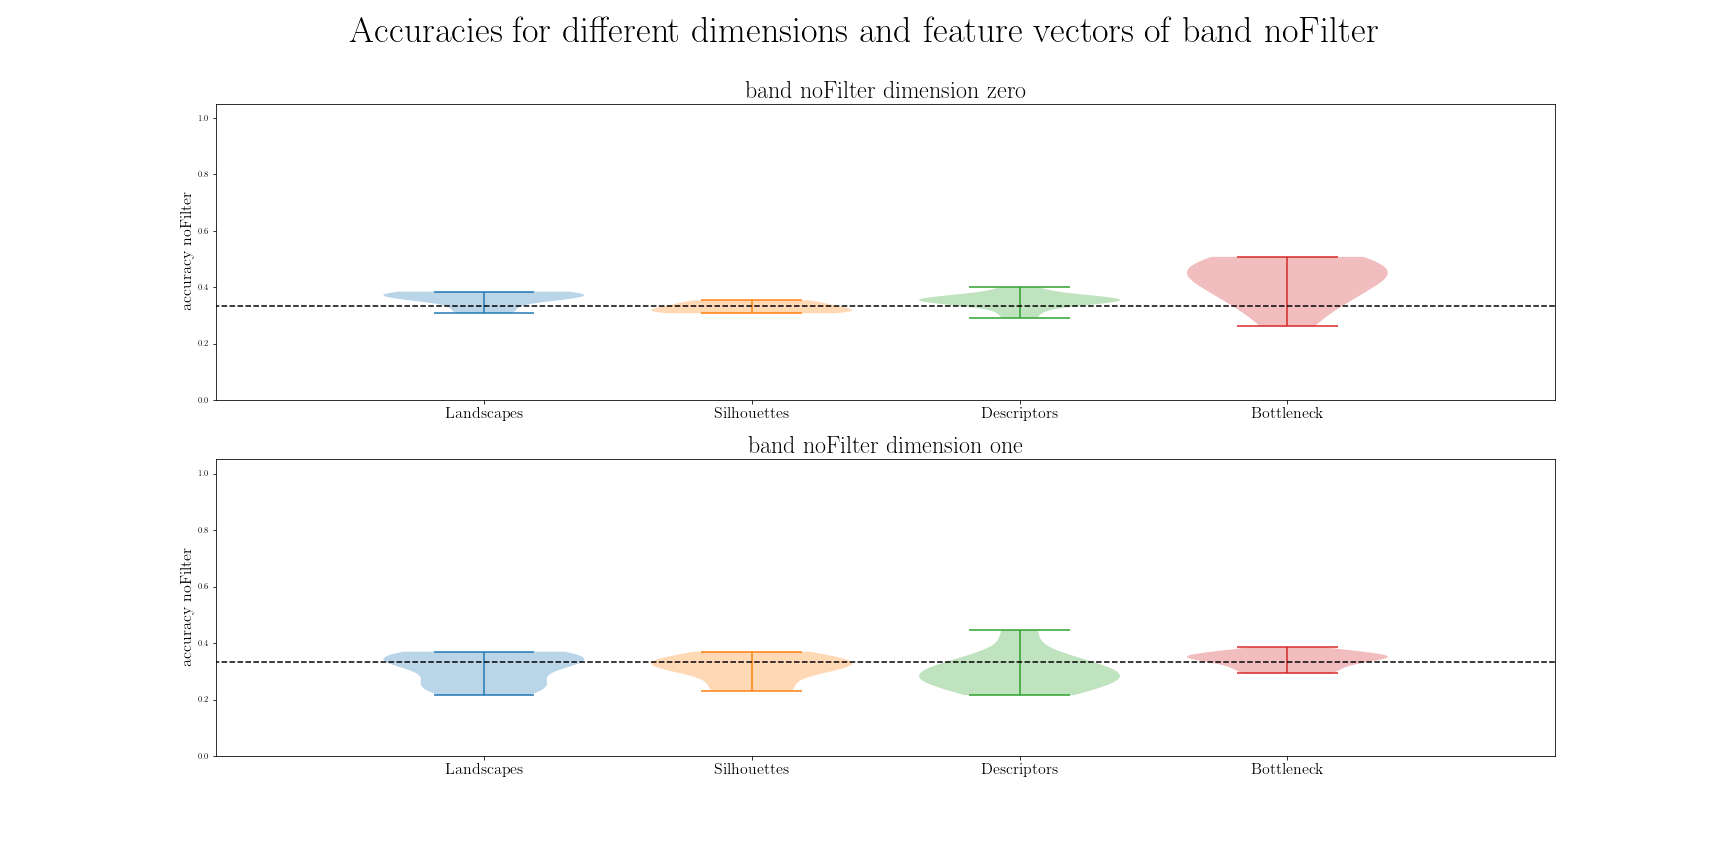 Accuracies for different dimensions and feature vectors of band noFilter
band noFilter dimension zero
accuracy noFilter
1.0
0.8
0.6
0.4
0.2
0.0
Landscapes Silhouettes Descriptors Bottleneck
band noFilter dimension one
accuracy noFilter
1.0
0.8
0.6
0.4
0.2
0.0
Landscapes Silhouettes Descriptors Bottleneck